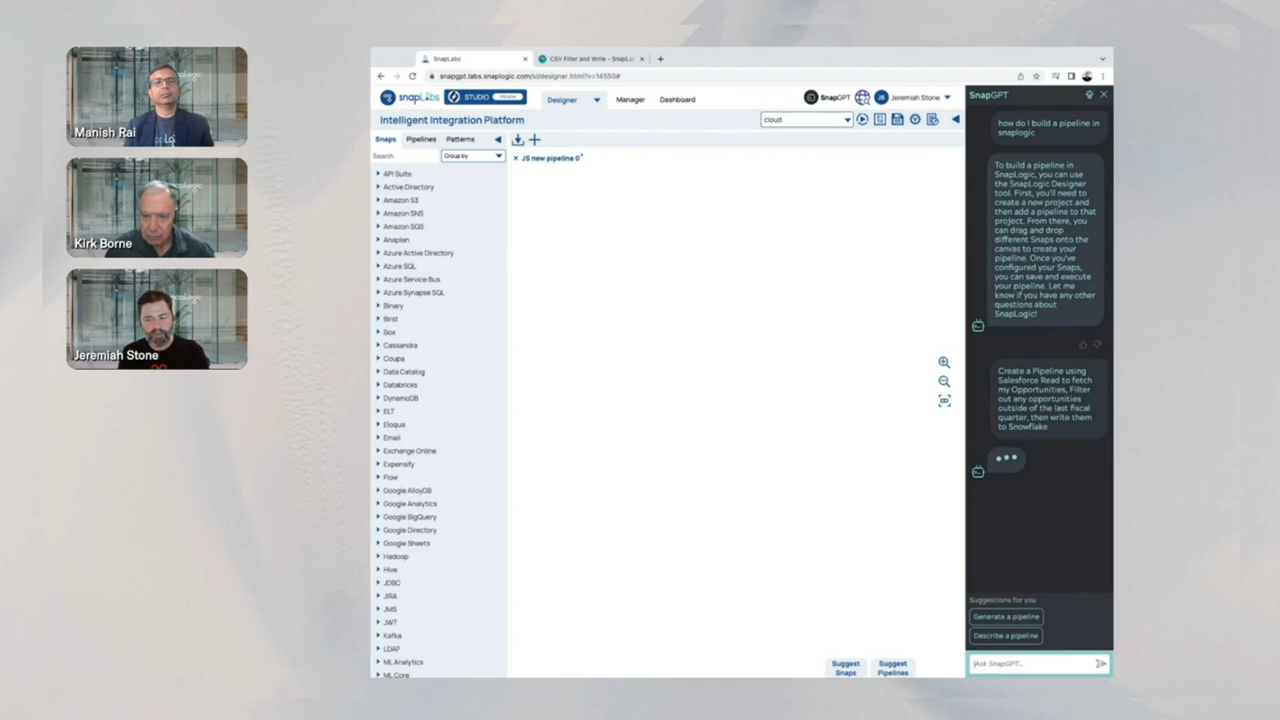 Manish Rai
Kirk Borne
Jeremiah Stone
SnapLabs
CSV Filter and Write - SnapLa
snapgpt.labs.snaplogic.com/sl/designer.html?v=14550#
snapLabs
STUDIO
Designer
Manager
Dashboard
SnapGPT
JS
Jeremiah Stone
Intelligent Integration Platform
cloud
Snaps
Pipelines
Patterns
Search
Group by
JS new pipeline 0*
API Suite
Active Directory
Amazon S3
Amazon SNS
Amazon SQS
Anaplan
Azure Active Directory
Azure SQL
Azure Service Bus
Azure Synapse SQL
Binary
Birst
Box
Cassandra
Coupa
Data Catalog
Databricks
DynamoDB
ELT
Eloqua
Email
Exchange Online
Expensify
Flow
Google AlloyDB
Google Analytics
Google BigQuery
Google Directory
Google Sheets
Hadoop
Hive
JDBC
JIRA
JMS
JWT
Kafka
LDAP
ML Analytics
ML Core
Suggest
Snaps
Suggest
Pipelines
SnapGPT
how do I build a pipeline in
snaplogic
To build a pipeline in
SnapLogic, you can use
the SnapLogic Designer
tool. First, you'll need to
create a new project and
then add a pipeline to that
project. From there, you
can drag and drop
different Snaps onto the
canvas to create your
pipeline. Once you've
configured your Snaps,
you can save and execute
your pipeline. Let me
know if you have any other
questions about
SnapLogic!
Create a Pipeline using
Salesforce Read to fetch
my Opportunities, Filter
out any opportunities
outside of the last fiscal
quarter, then write them
to Snowflake
Suggestions for you
Generate a pipeline
Describe a pipeline
Ask SnapGPT...